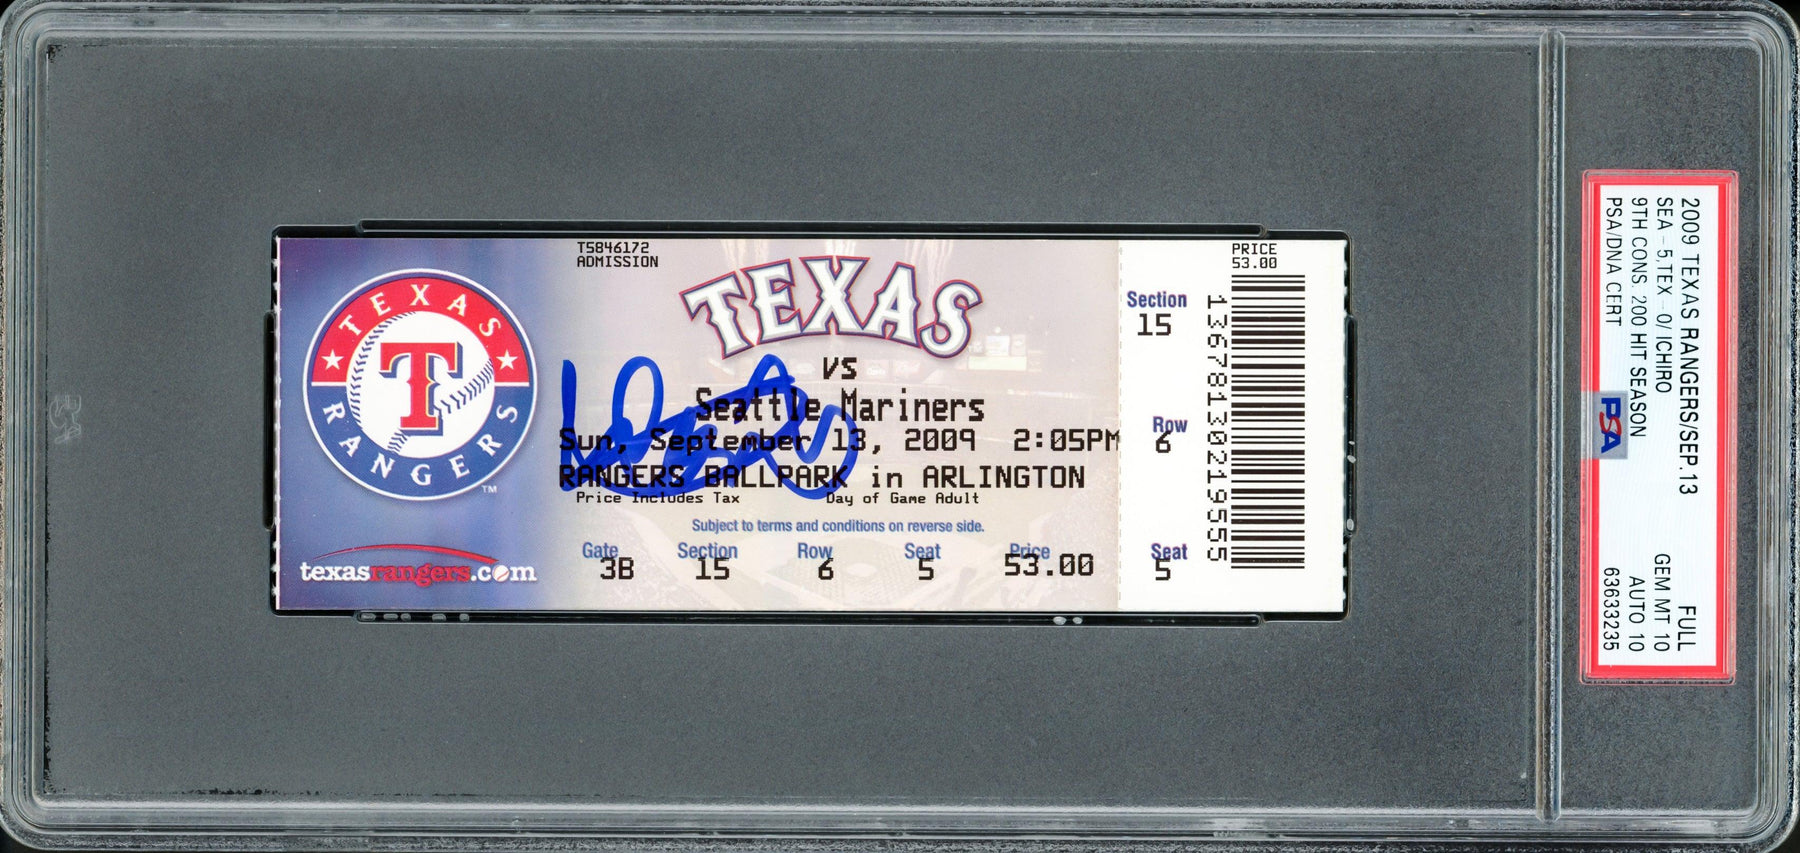 TEXAS
T
RANGERS
TM
texasrangers.com
T5846172
ADMISSION
TEXAS
vs
Seattle Mariners
Sun, September 13, 2009 2:05PM
RANGERS BALLPARK in ARLINGTON
Price Includes Tax Day of Game Adult
Subject to terms and conditions on reverse side.
Gate Section Row Seat Price
3B 15 6 5 53.00
PRICE
53.00
Section
15
Row
6
Seat
5
13678130219555
2009 TEXAS RANGERS/SEP.13 FULL
SEA - 5,TEX - 0/ ICHIRO GEM MT 10
9TH CONS. 200 HIT SEASON AUTO 10
PSA/DNA CERT 63633235
PSA